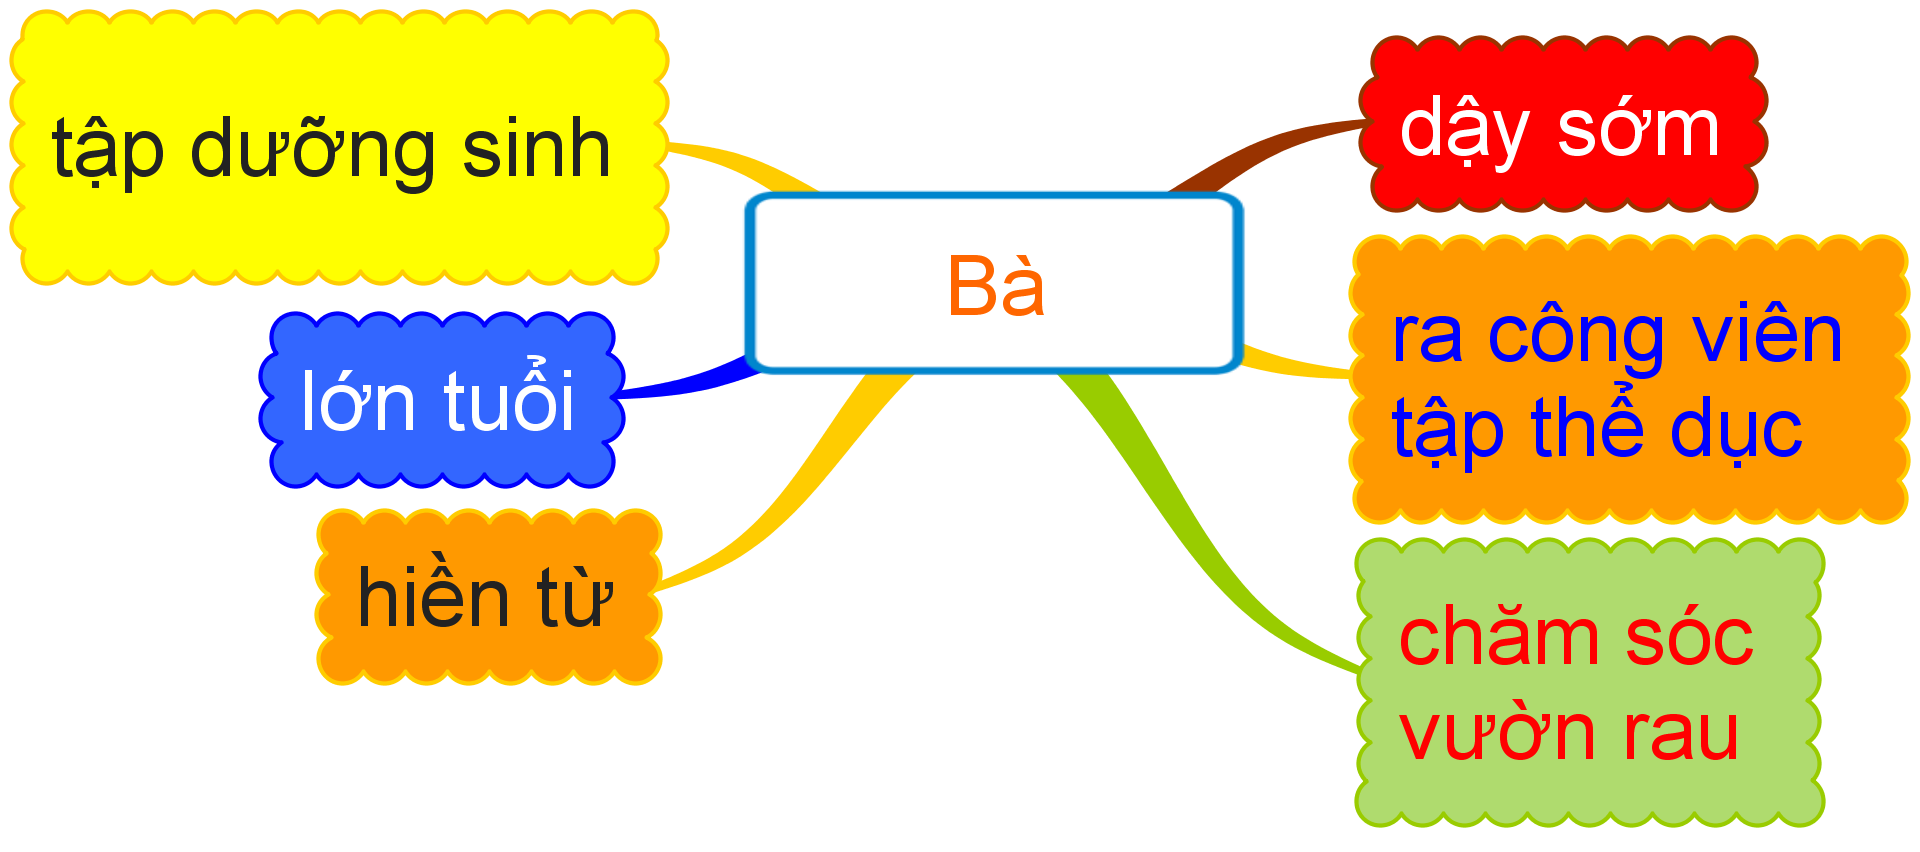 Bà
dậy sớm
ra công viên
tập thể dục
chăm sóc
vườn rau
tập dưỡng sinh
lớn tuổi
hiền từ